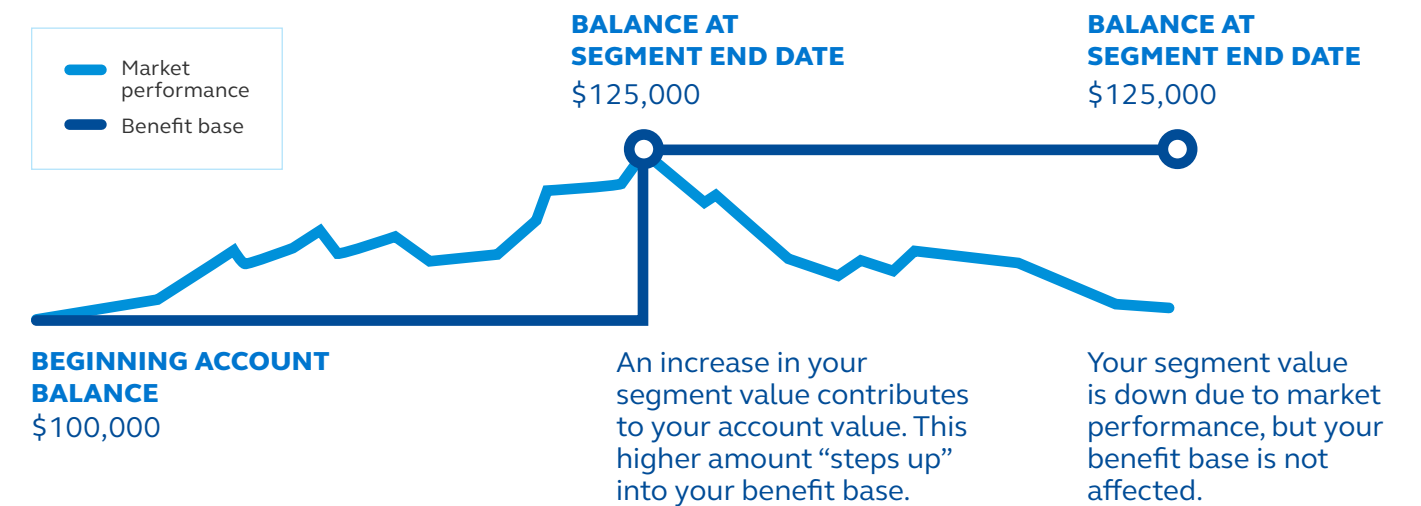 Market
performance
Benefit base
BALANCE AT
SEGMENT END DATE
$125,000
BALANCE AT
SEGMENT END DATE
$125,000
BEGINNING ACCOUNT
BALANCE
$100,000
An increase in your
segment value contributes
to your account value. This
higher amount “steps up”
into your benefit base.
Your segment value
is down due to market
performance, but your
benefit base is not
affected.